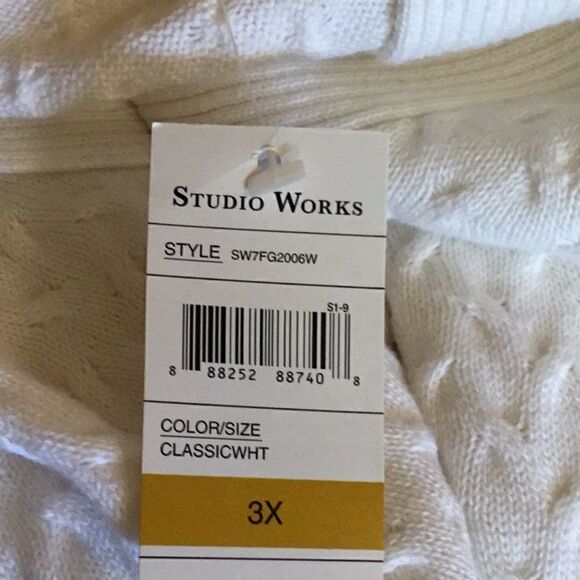 STUDIO WORKS
STYLE SW7FG2006W
S1-9
8 88252 88740 8
COLOR/SIZE
CLASSICWHT
3X